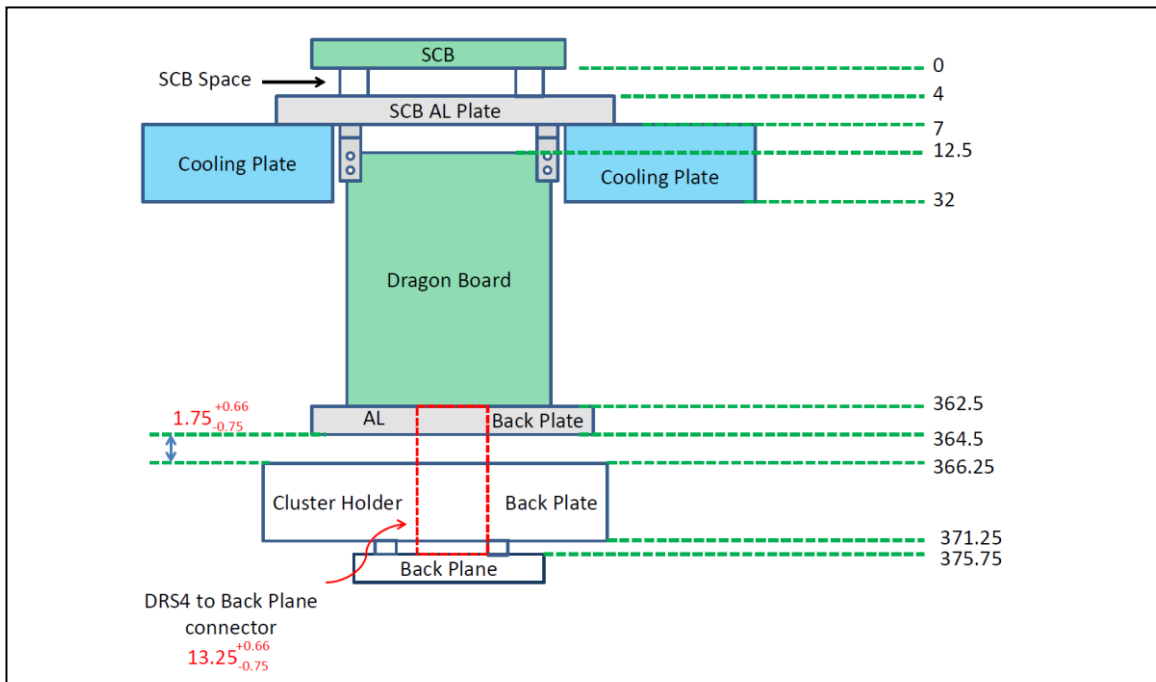 SCB
0
SCB Space
4
SCB AL Plate
7
12.5
Cooling Plate
Cooling Plate
32
Dragon Board
362.5
1.75 +0.66 -0.75
AL
Back Plate
364.5
366.25
Cluster Holder
Back Plate
371.25
375.75
Back Plane
DRS4 to Back Plane
connector
13.25 +0.66 -0.75